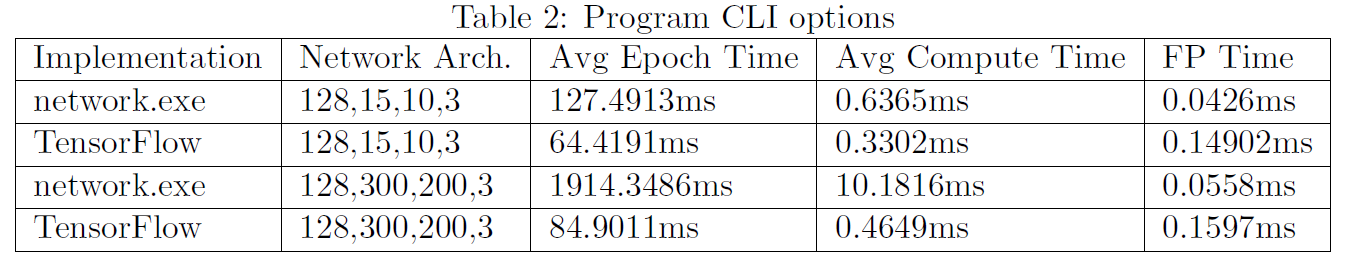 Table 2: Program CLI options
Implementation Network Arch. Avg Epoch Time Avg Compute Time FP Time
network.exe 128,15,10,3 127.4913ms 0.6365ms 0.0426ms
TensorFlow 128,15,10,3 64.4191ms 0.3302ms 0.14902ms
network.exe 128,300,200,3 1914.3486ms 10.1816ms 0.0558ms
TensorFlow 128,300,200,3 84.9011ms 0.4649ms 0.1597ms